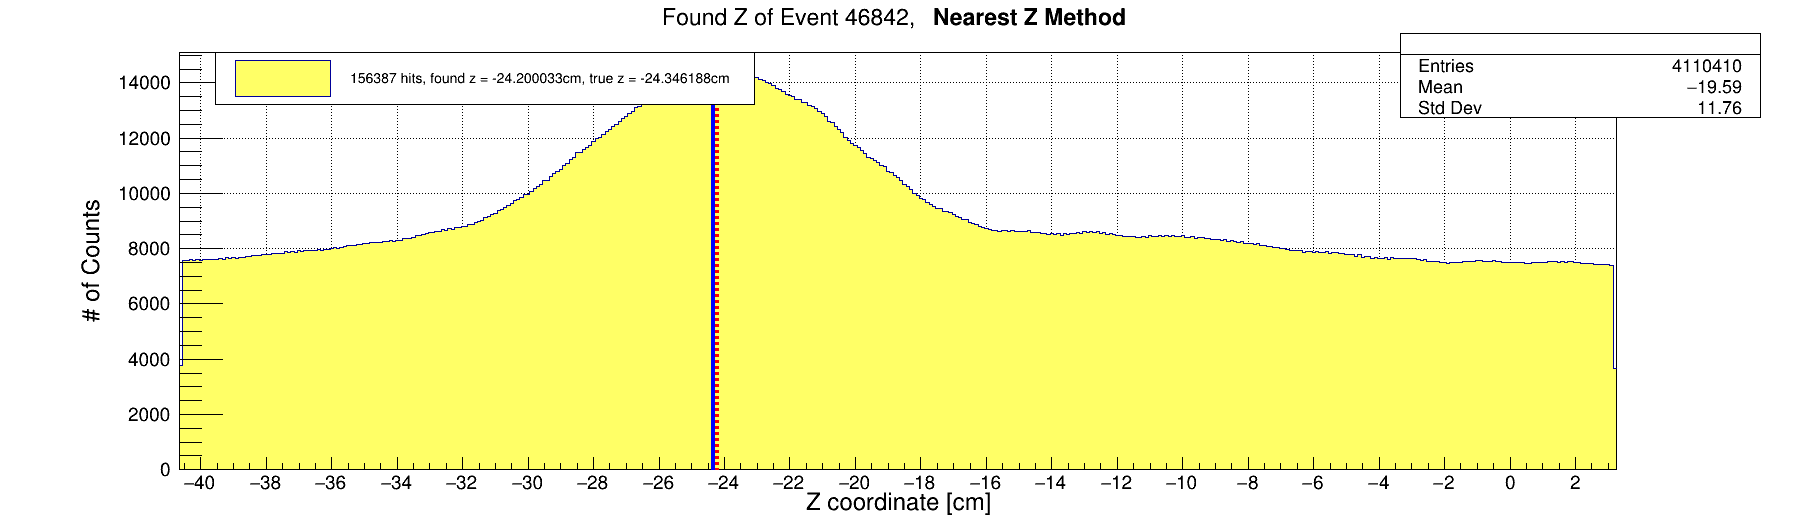 Found Z of Event 46842, Nearest Z Method
156387 hits, found z = -24.200033cm, true z = -24.346188cm
Entries 4110410
Mean −19.59
Std Dev 11.76
# of Counts
14000
12000
10000
8000
6000
4000
2000
0
−40 −38 −36 −34 −32 −30 −28 −26 −24 −22 −20 −18 −16 −14 −12 −10 −8 −6 −4 −2 0 2
Z coordinate [cm]